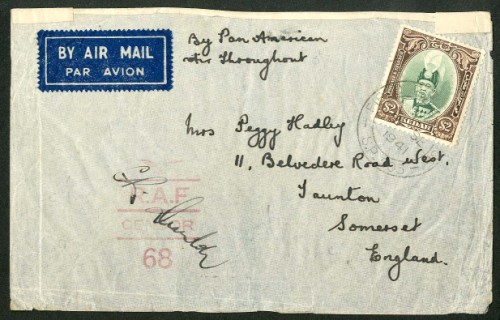 BY AIR MAIL
PAR AVION
By Pan American
Air Throughout
$2 KEDAH $2
1941
Mrs Peggy Hadley
11, Belvedere Road West.
Taunton
Somerset
England.
R.A.F
CENSOR
68